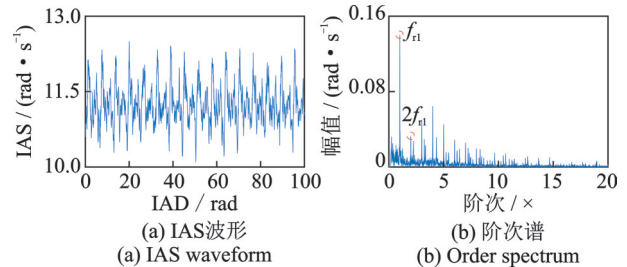 13.0
11.5
10.0
IAS / (rad·s⁻¹)
0 20 40 60 80 100
IAD / rad
(a) IAS波形
(a) IAS waveform
0.16
0.08
0
幅值 / (rad·s⁻¹)
f_r1
2f_r1
0 5 10 15 20
阶次 / ×
(b) 阶次谱
(b) Order spectrum